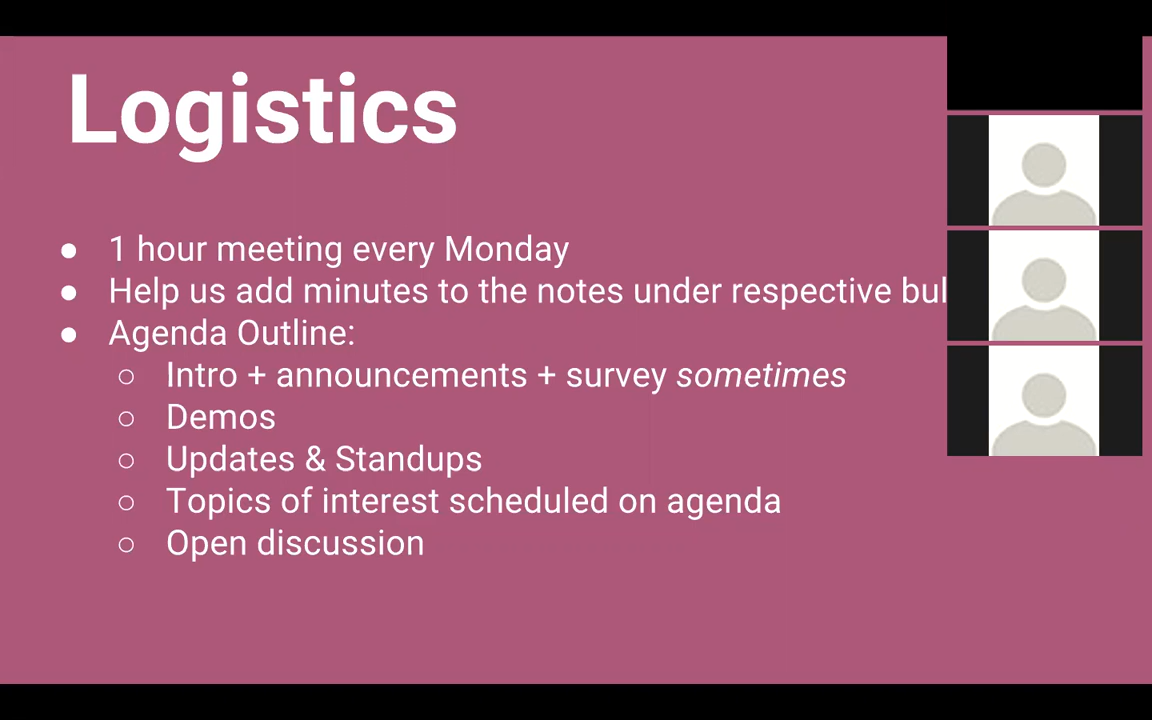 Logistics
● 1 hour meeting every Monday
● Help us add minutes to the notes under respective
● Agenda Outline:
○ Intro + announcements + survey sometimes
○ Demos
○ Updates & Standups
○ Topics of interest scheduled on agenda
○ Open discussion